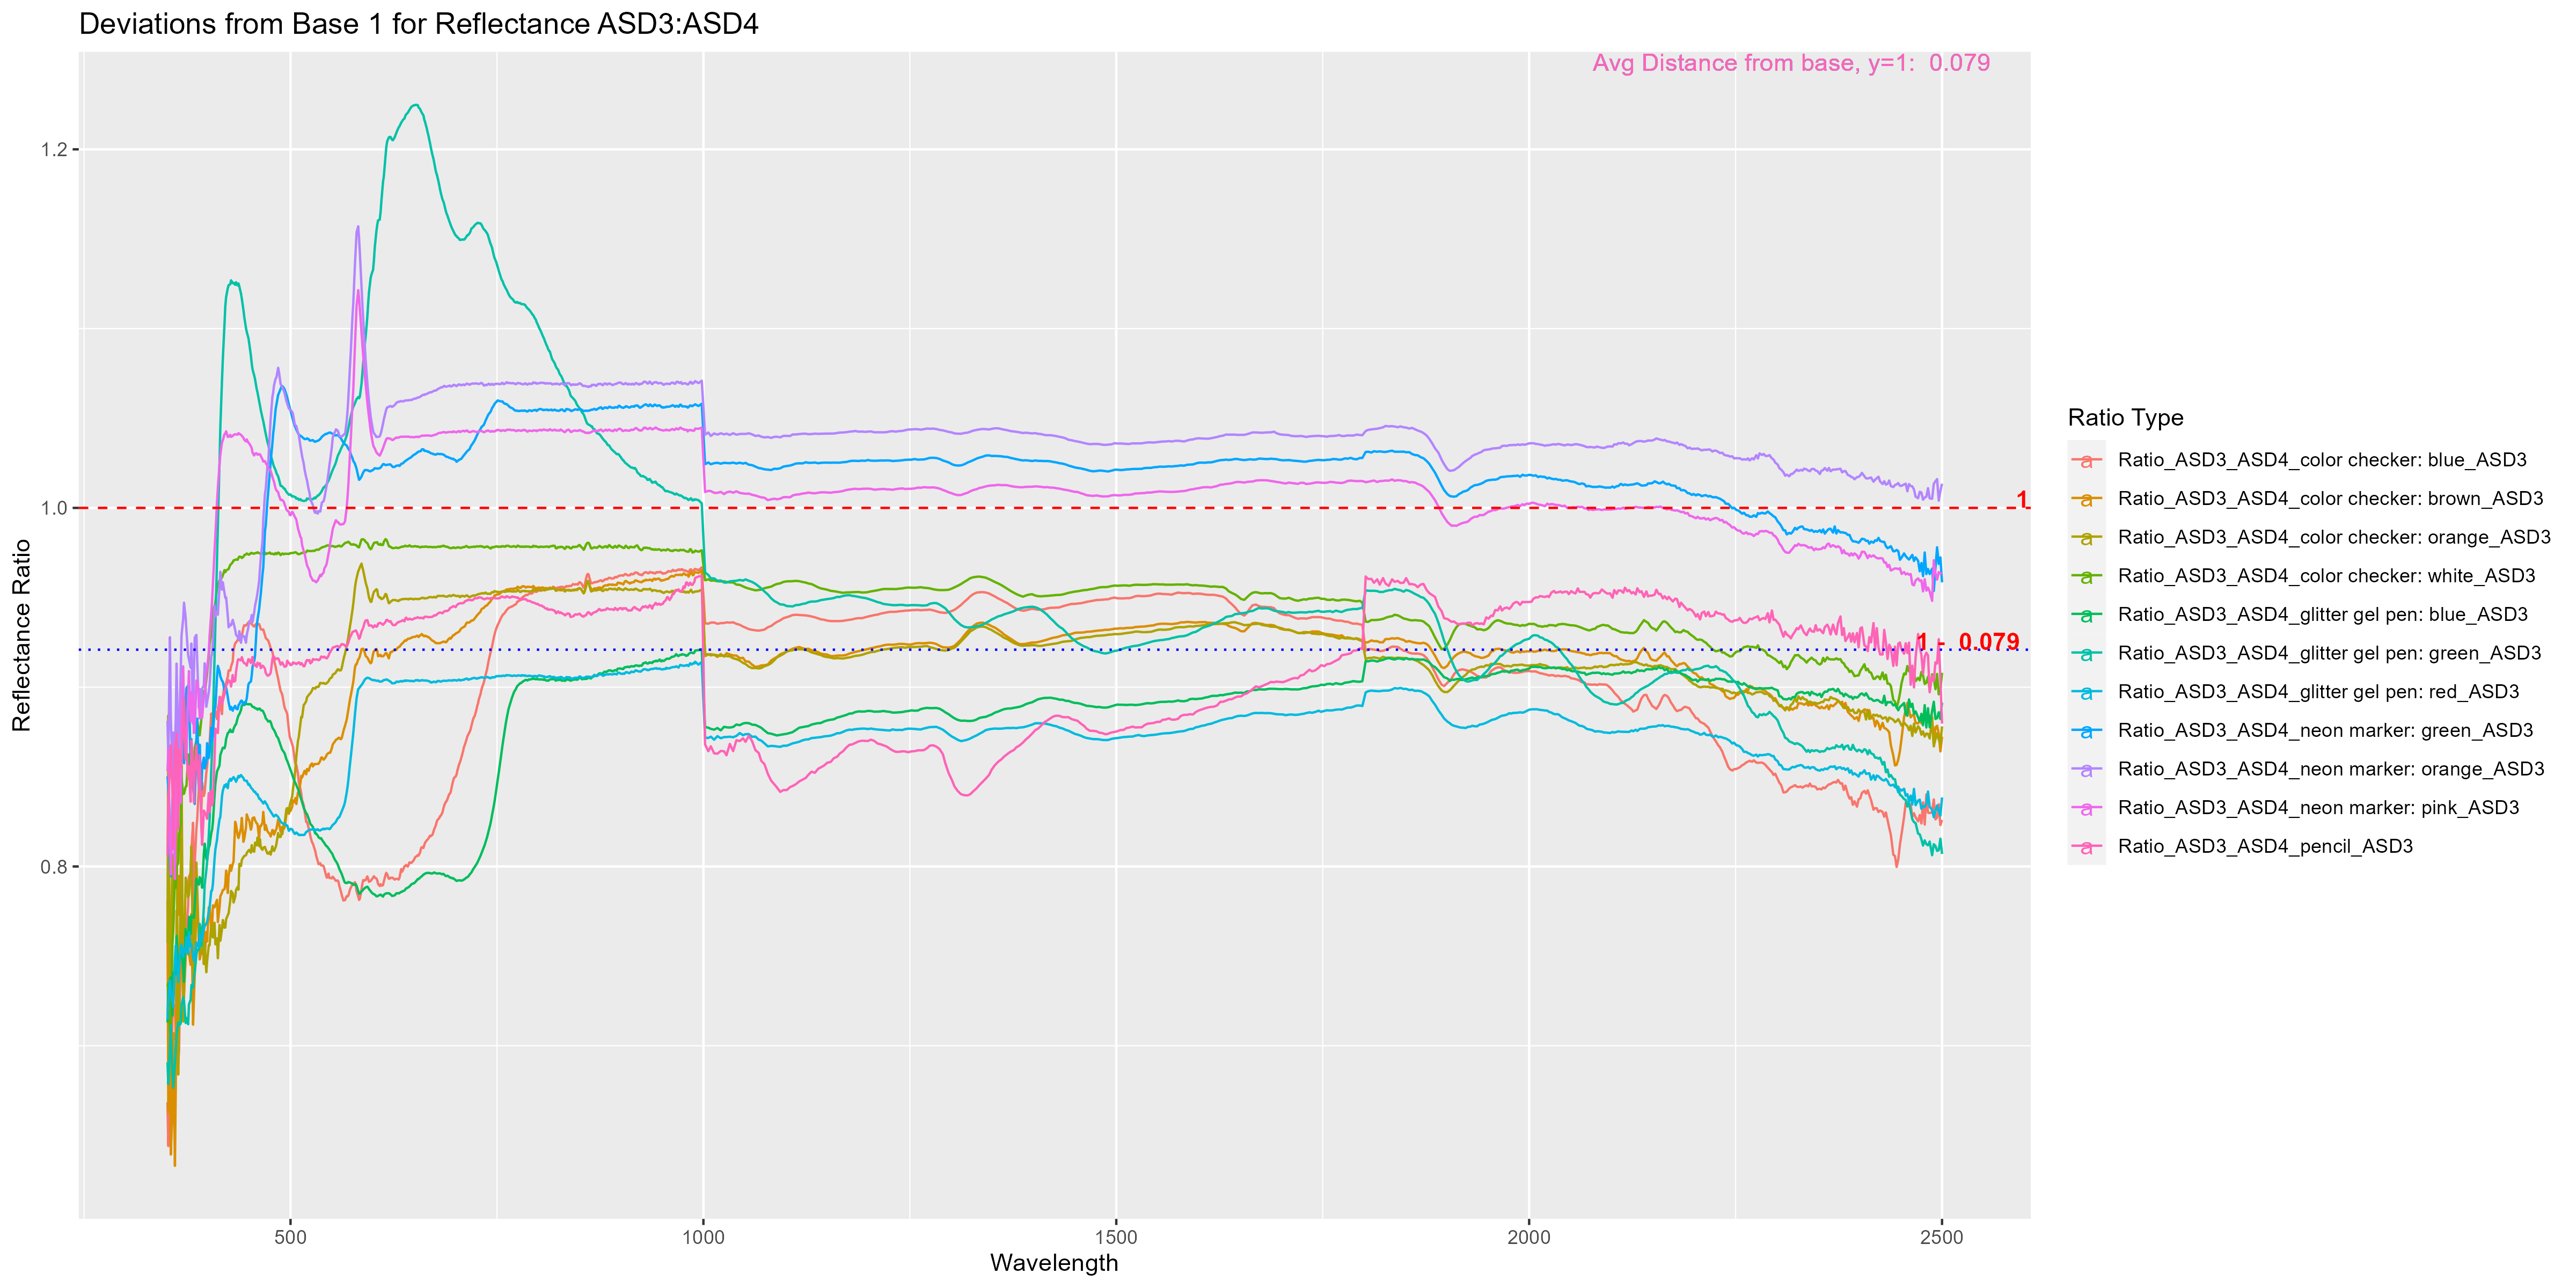 Deviations from Base 1 for Reflectance ASD3:ASD4
Avg Distance from base, y=1: 0.079
1.2
1.0
0.8
1
1 - 0.079
Reflectance Ratio
500
1000
1500
2000
2500
Wavelength
Ratio Type
a Ratio_ASD3_ASD4_color checker: blue_ASD3
a Ratio_ASD3_ASD4_color checker: brown_ASD3
a Ratio_ASD3_ASD4_color checker: orange_ASD3
a Ratio_ASD3_ASD4_color checker: white_ASD3
a Ratio_ASD3_ASD4_glitter gel pen: blue_ASD3
a Ratio_ASD3_ASD4_glitter gel pen: green_ASD3
a Ratio_ASD3_ASD4_glitter gel pen: red_ASD3
a Ratio_ASD3_ASD4_neon marker: green_ASD3
a Ratio_ASD3_ASD4_neon marker: orange_ASD3
a Ratio_ASD3_ASD4_neon marker: pink_ASD3
a Ratio_ASD3_ASD4_pencil_ASD3